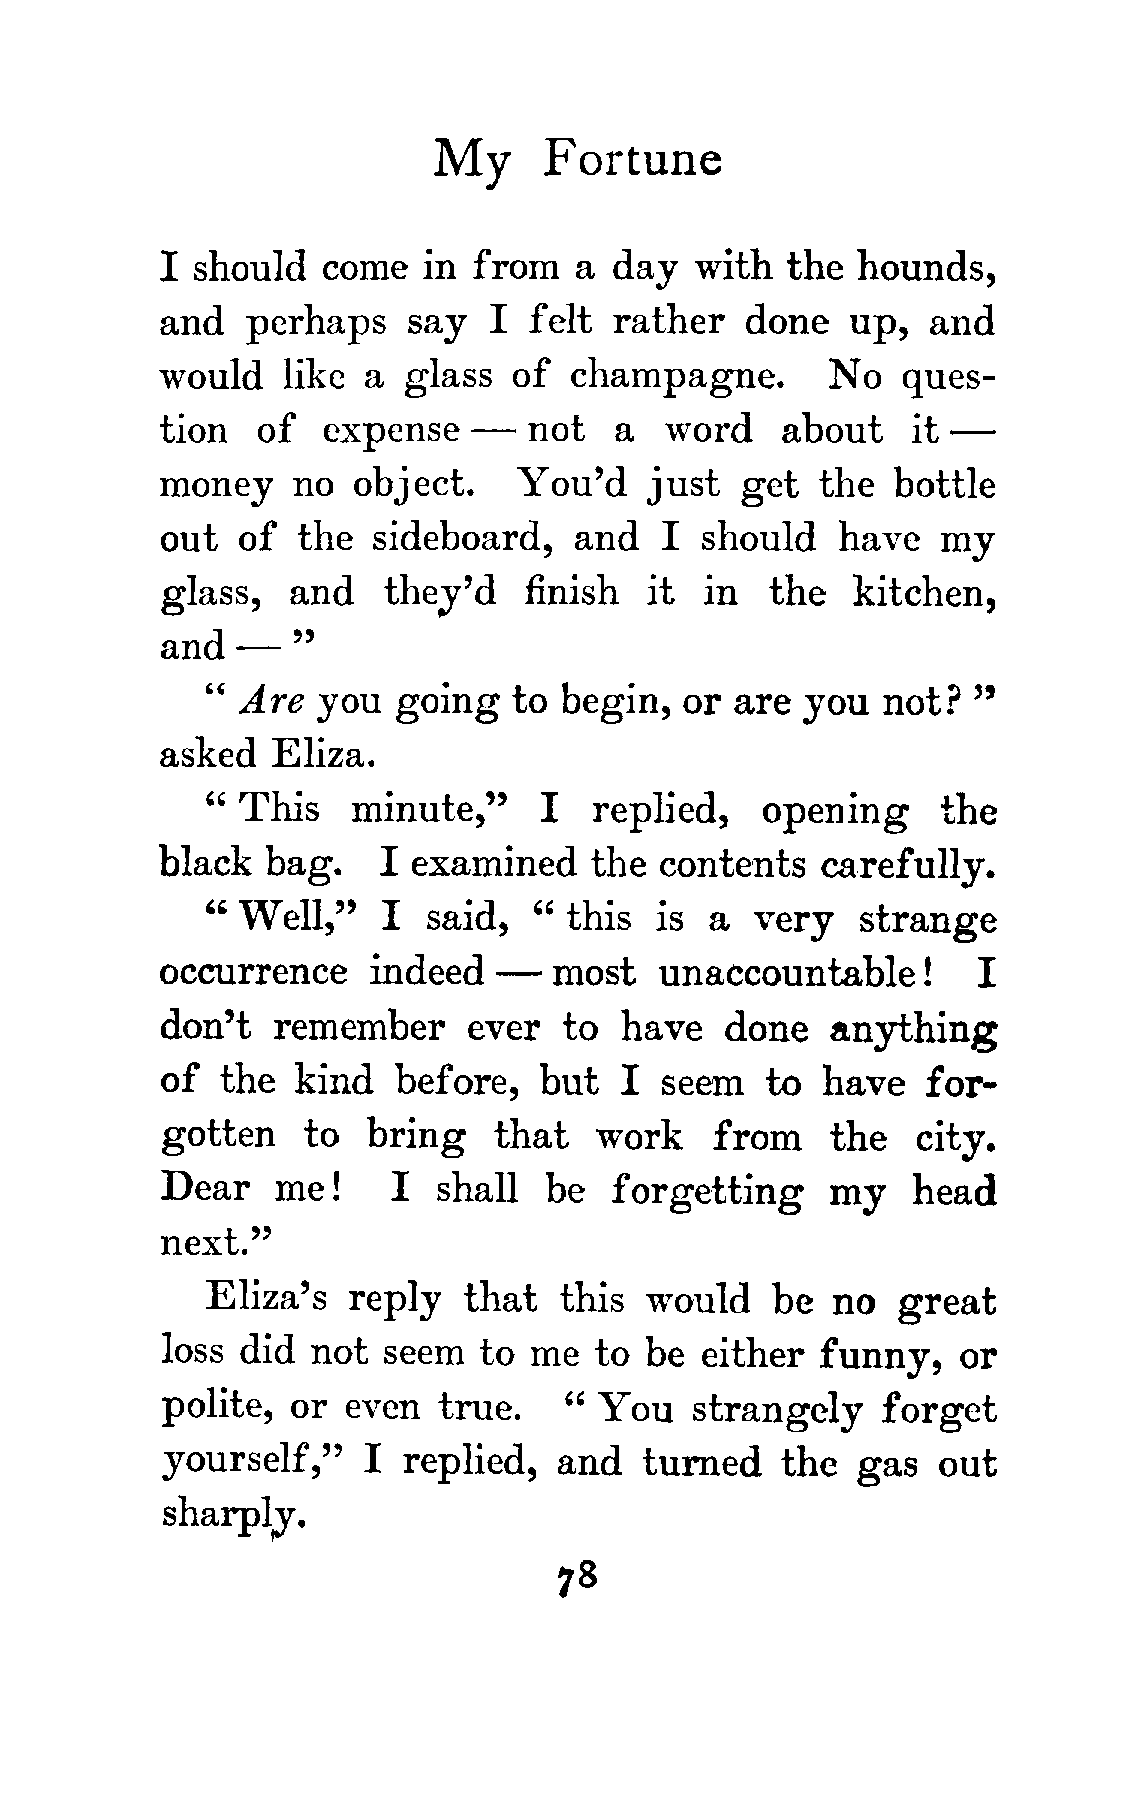 My Fortune
I should come in from a day with the hounds,
and perhaps say I felt rather done up, and
would like a glass of champagne. No ques-
tion of expense — not a word about it —
money no object. You'd just get the bottle
out of the sideboard, and I should have my
glass, and they'd finish it in the kitchen,
and — "
" Are you going to begin, or are you not? "
asked Eliza.
" This minute," I replied, opening the
black bag. I examined the contents carefully.
" Well," I said, " this is a very strange
occurrence indeed — most unaccountable! I
don't remember ever to have done anything
of the kind before, but I seem to have for-
gotten to bring that work from the city.
Dear me! I shall be forgetting my head
next."
Eliza's reply that this would be no great
loss did not seem to me to be either funny, or
polite, or even true. " You strangely forget
yourself," I replied, and turned the gas out
sharply.
78